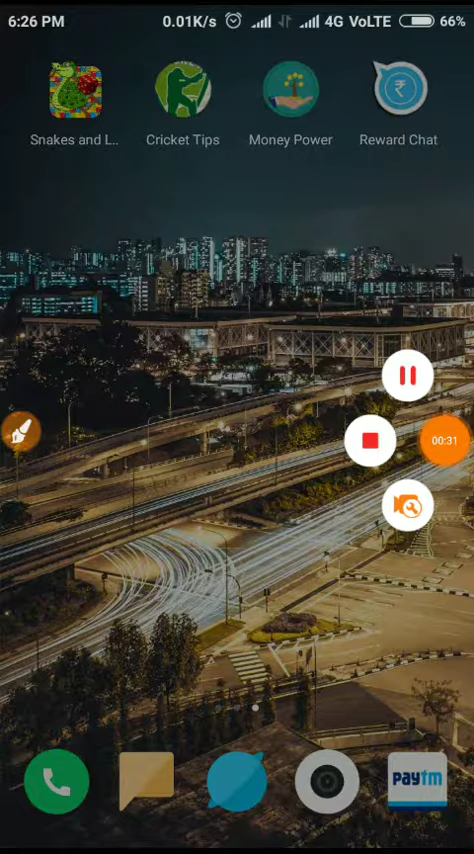 6:26 PM 0.01K/s 4G VoLTE 66%
Snakes and L.. Cricket Tips Money Power Reward Chat
00:31
paytm